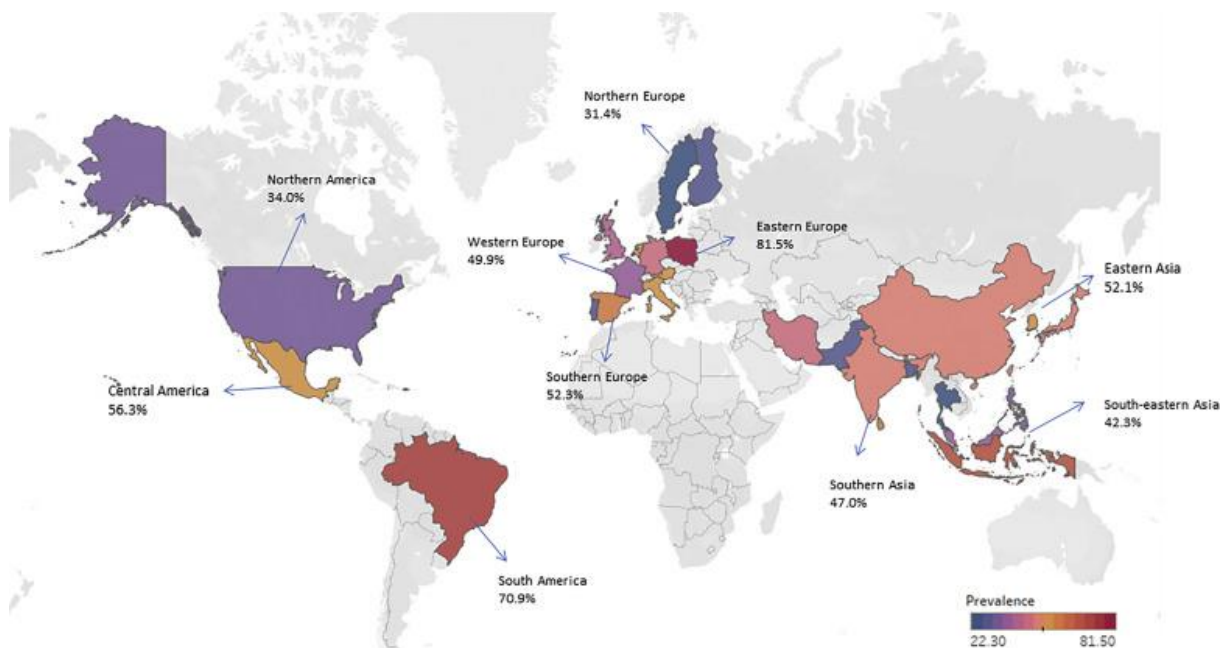 Northern Europe
31.4%
Northern America
34.0%
Western Europe
49.9%
Eastern Europe
81.5%
Eastern Asia
52.1%
Central America
56.3%
Southern Europe
52.3%
South-eastern Asia
42.3%
Southern Asia
47.0%
South America
70.9%
Prevalence
22.30 81.50